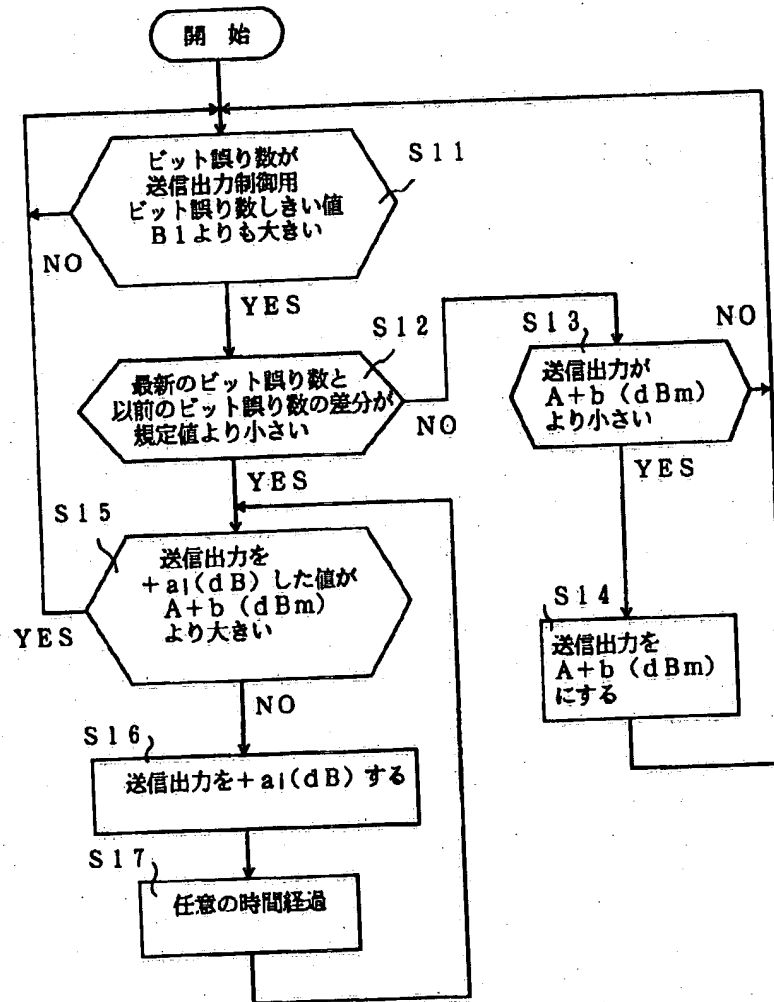 開 始
ビット誤り数が
送信出力制御用
ビット誤り数しきい値
B1よりも大きい
S11
NO
YES
S12
最新のビット誤り数と
以前のビット誤り数の差分が
規定値より小さい
NO
YES
S13
NO
送信出力が
A+b (dBm)
より小さい
YES
S14
送信出力を
A+b (dBm)
にする
S15
送信出力を
+al(dB)した値が
A+b (dBm)
より大きい
YES
NO
S16
送信出力を+al(dB)する
S17
任意の時間経過